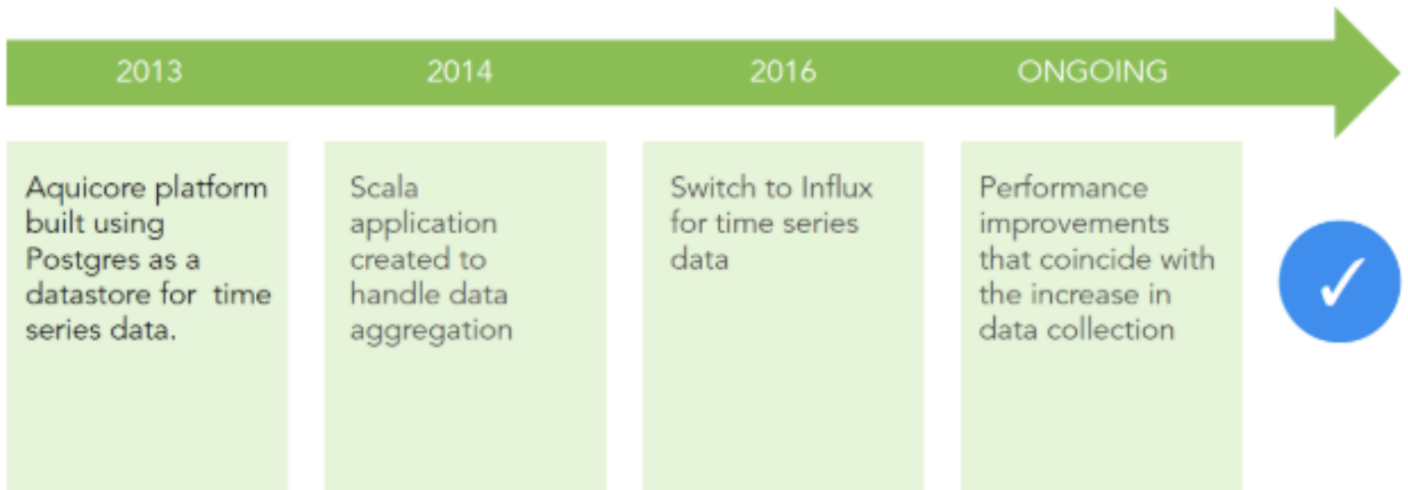 2013
2014
2016
ONGOING
Aquicore platform
built using
Postgres as a
datastore for  time
series data.
Scala
application
created to
handle data
aggregation
Switch to Influx
for time series
data
Performance
improvements
that coincide with
the increase in
data collection